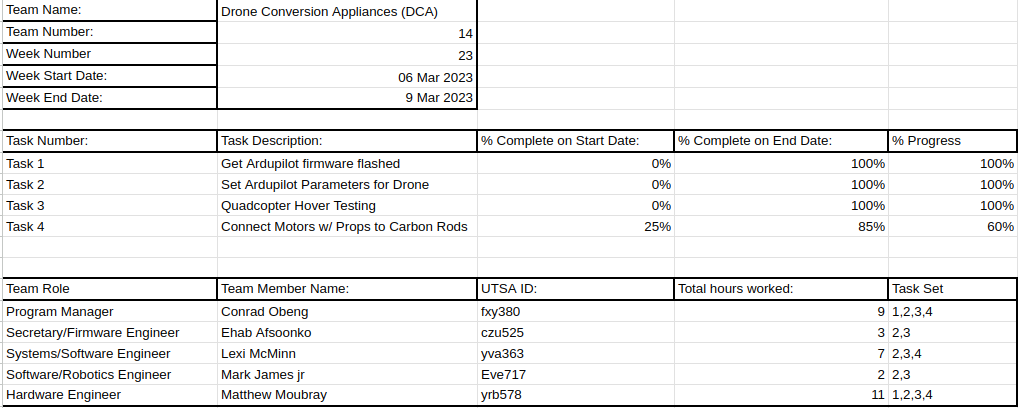 Team Name: Drone Conversion Appliances (DCA)
Team Number: 14
Week Number 23
Week Start Date: 06 Mar 2023
Week End Date: 9 Mar 2023
Task Number: Task Description: % Complete on Start Date: % Complete on End Date: % Progress
Task 1 Get Ardupilot firmware flashed 0% 100% 100%
Task 2 Set Ardupilot Parameters for Drone 0% 100% 100%
Task 3 Quadcopter Hover Testing 0% 100% 100%
Task 4 Connect Motors w/ Props to Carbon Rods 25% 85% 60%
Team Role Team Member Name: UTSA ID: Total hours worked: Task Set
Program Manager Conrad Obeng fxy380 9 1,2,3,4
Secretary/Firmware Engineer Ehab Afsoonko czu525 3 2,3
Systems/Software Engineer Lexi McMinn yva363 7 2,3,4
Software/Robotics Engineer Mark James jr Eve717 2 2,3
Hardware Engineer Matthew Moubray yrb578 11 1,2,3,4